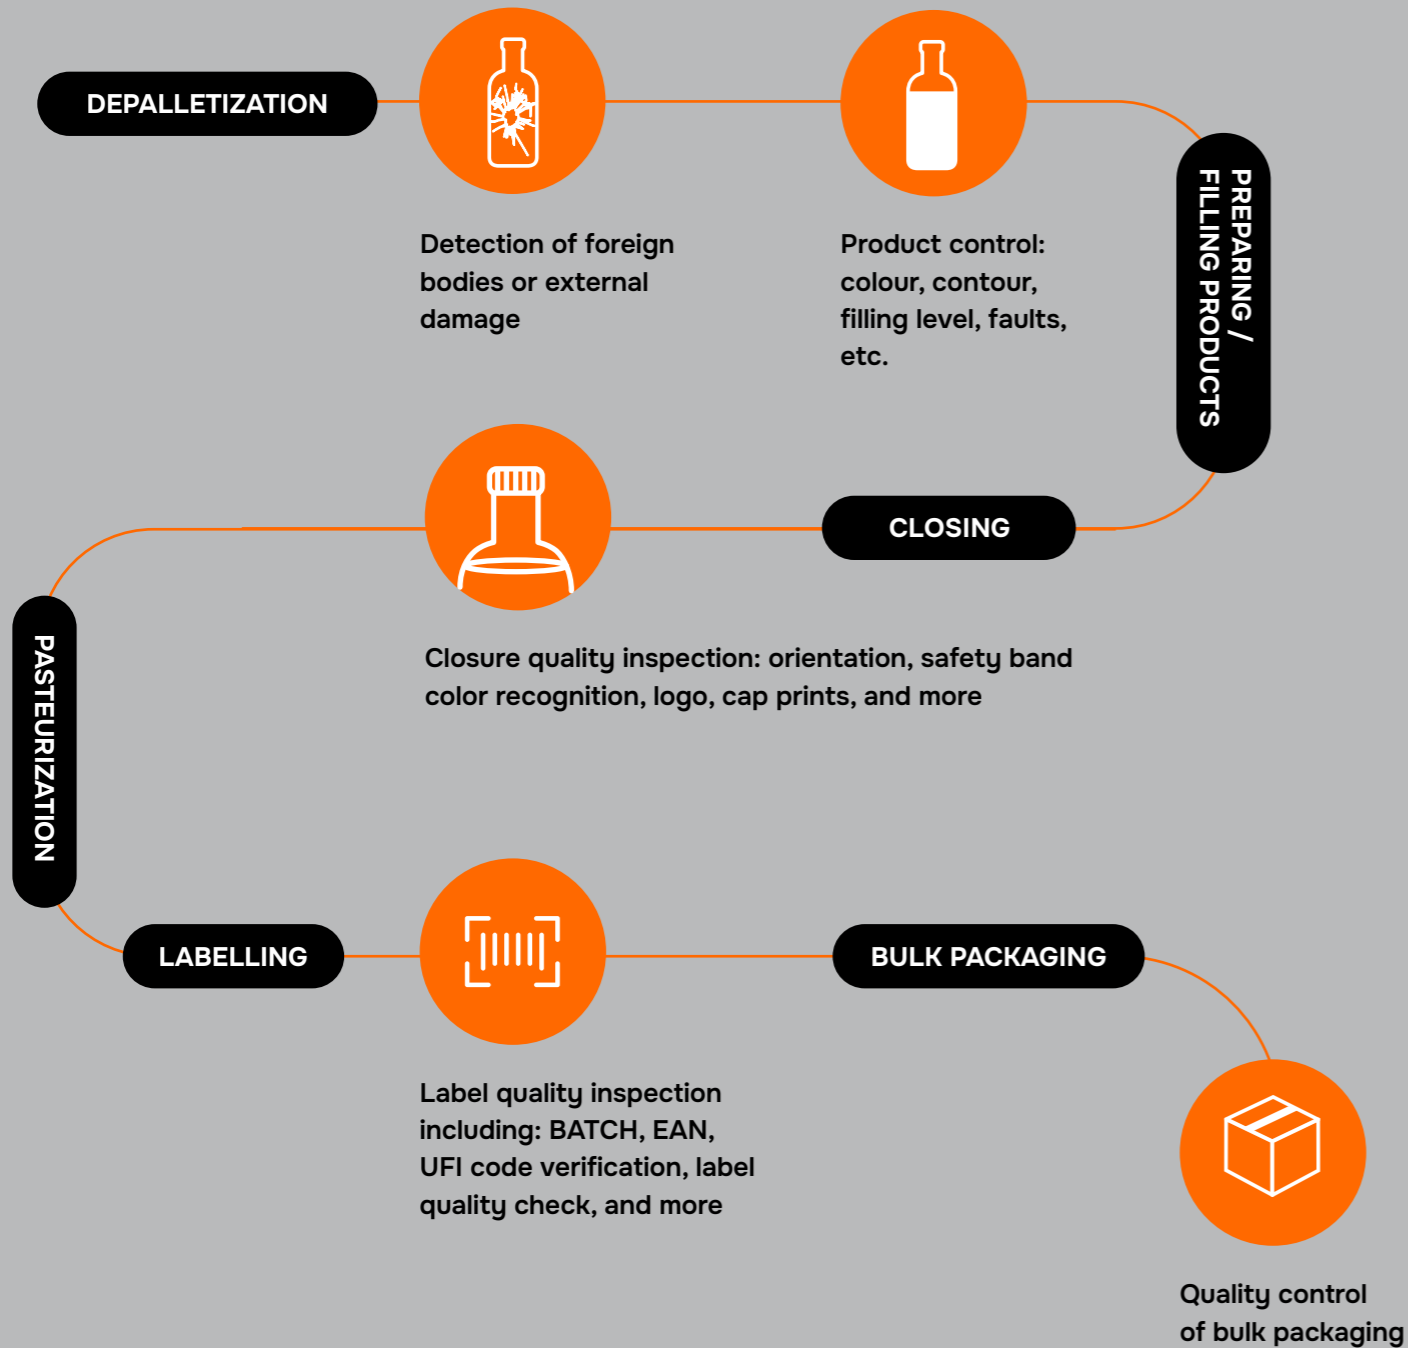 DEPALLETIZATION
Detection of foreign
bodies or external
damage
Product control:
colour, contour,
filling level, faults,
etc.
PREPARING /
FILLING PRODUCTS
CLOSING
Closure quality inspection: orientation, safety band
color recognition, logo, cap prints, and more
PASTEURIZATION
LABELLING
Label quality inspection
including: BATCH, EAN,
UFI code verification, label
quality check, and more
BULK PACKAGING
Quality control
of bulk packaging